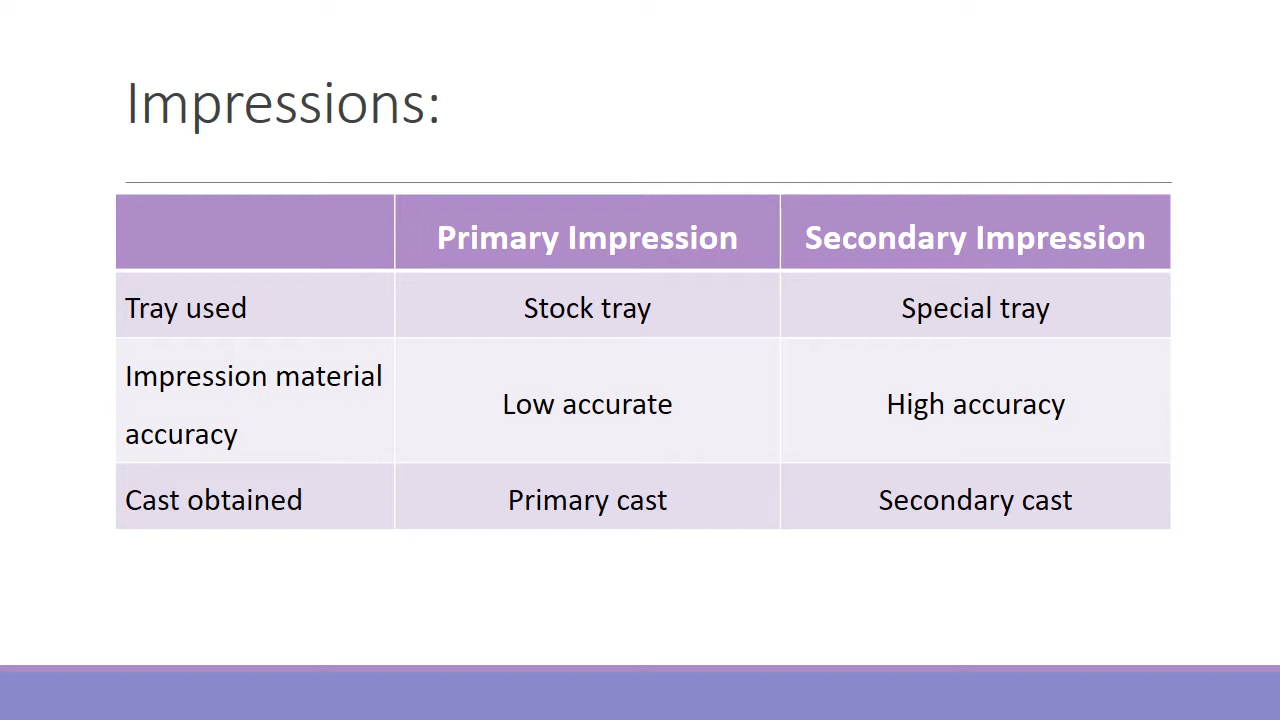 Impressions:
Primary Impression
Secondary Impression
Tray used
Stock tray
Special tray
Impression material
accuracy
Low accurate
High accuracy
Cast obtained
Primary cast
Secondary cast